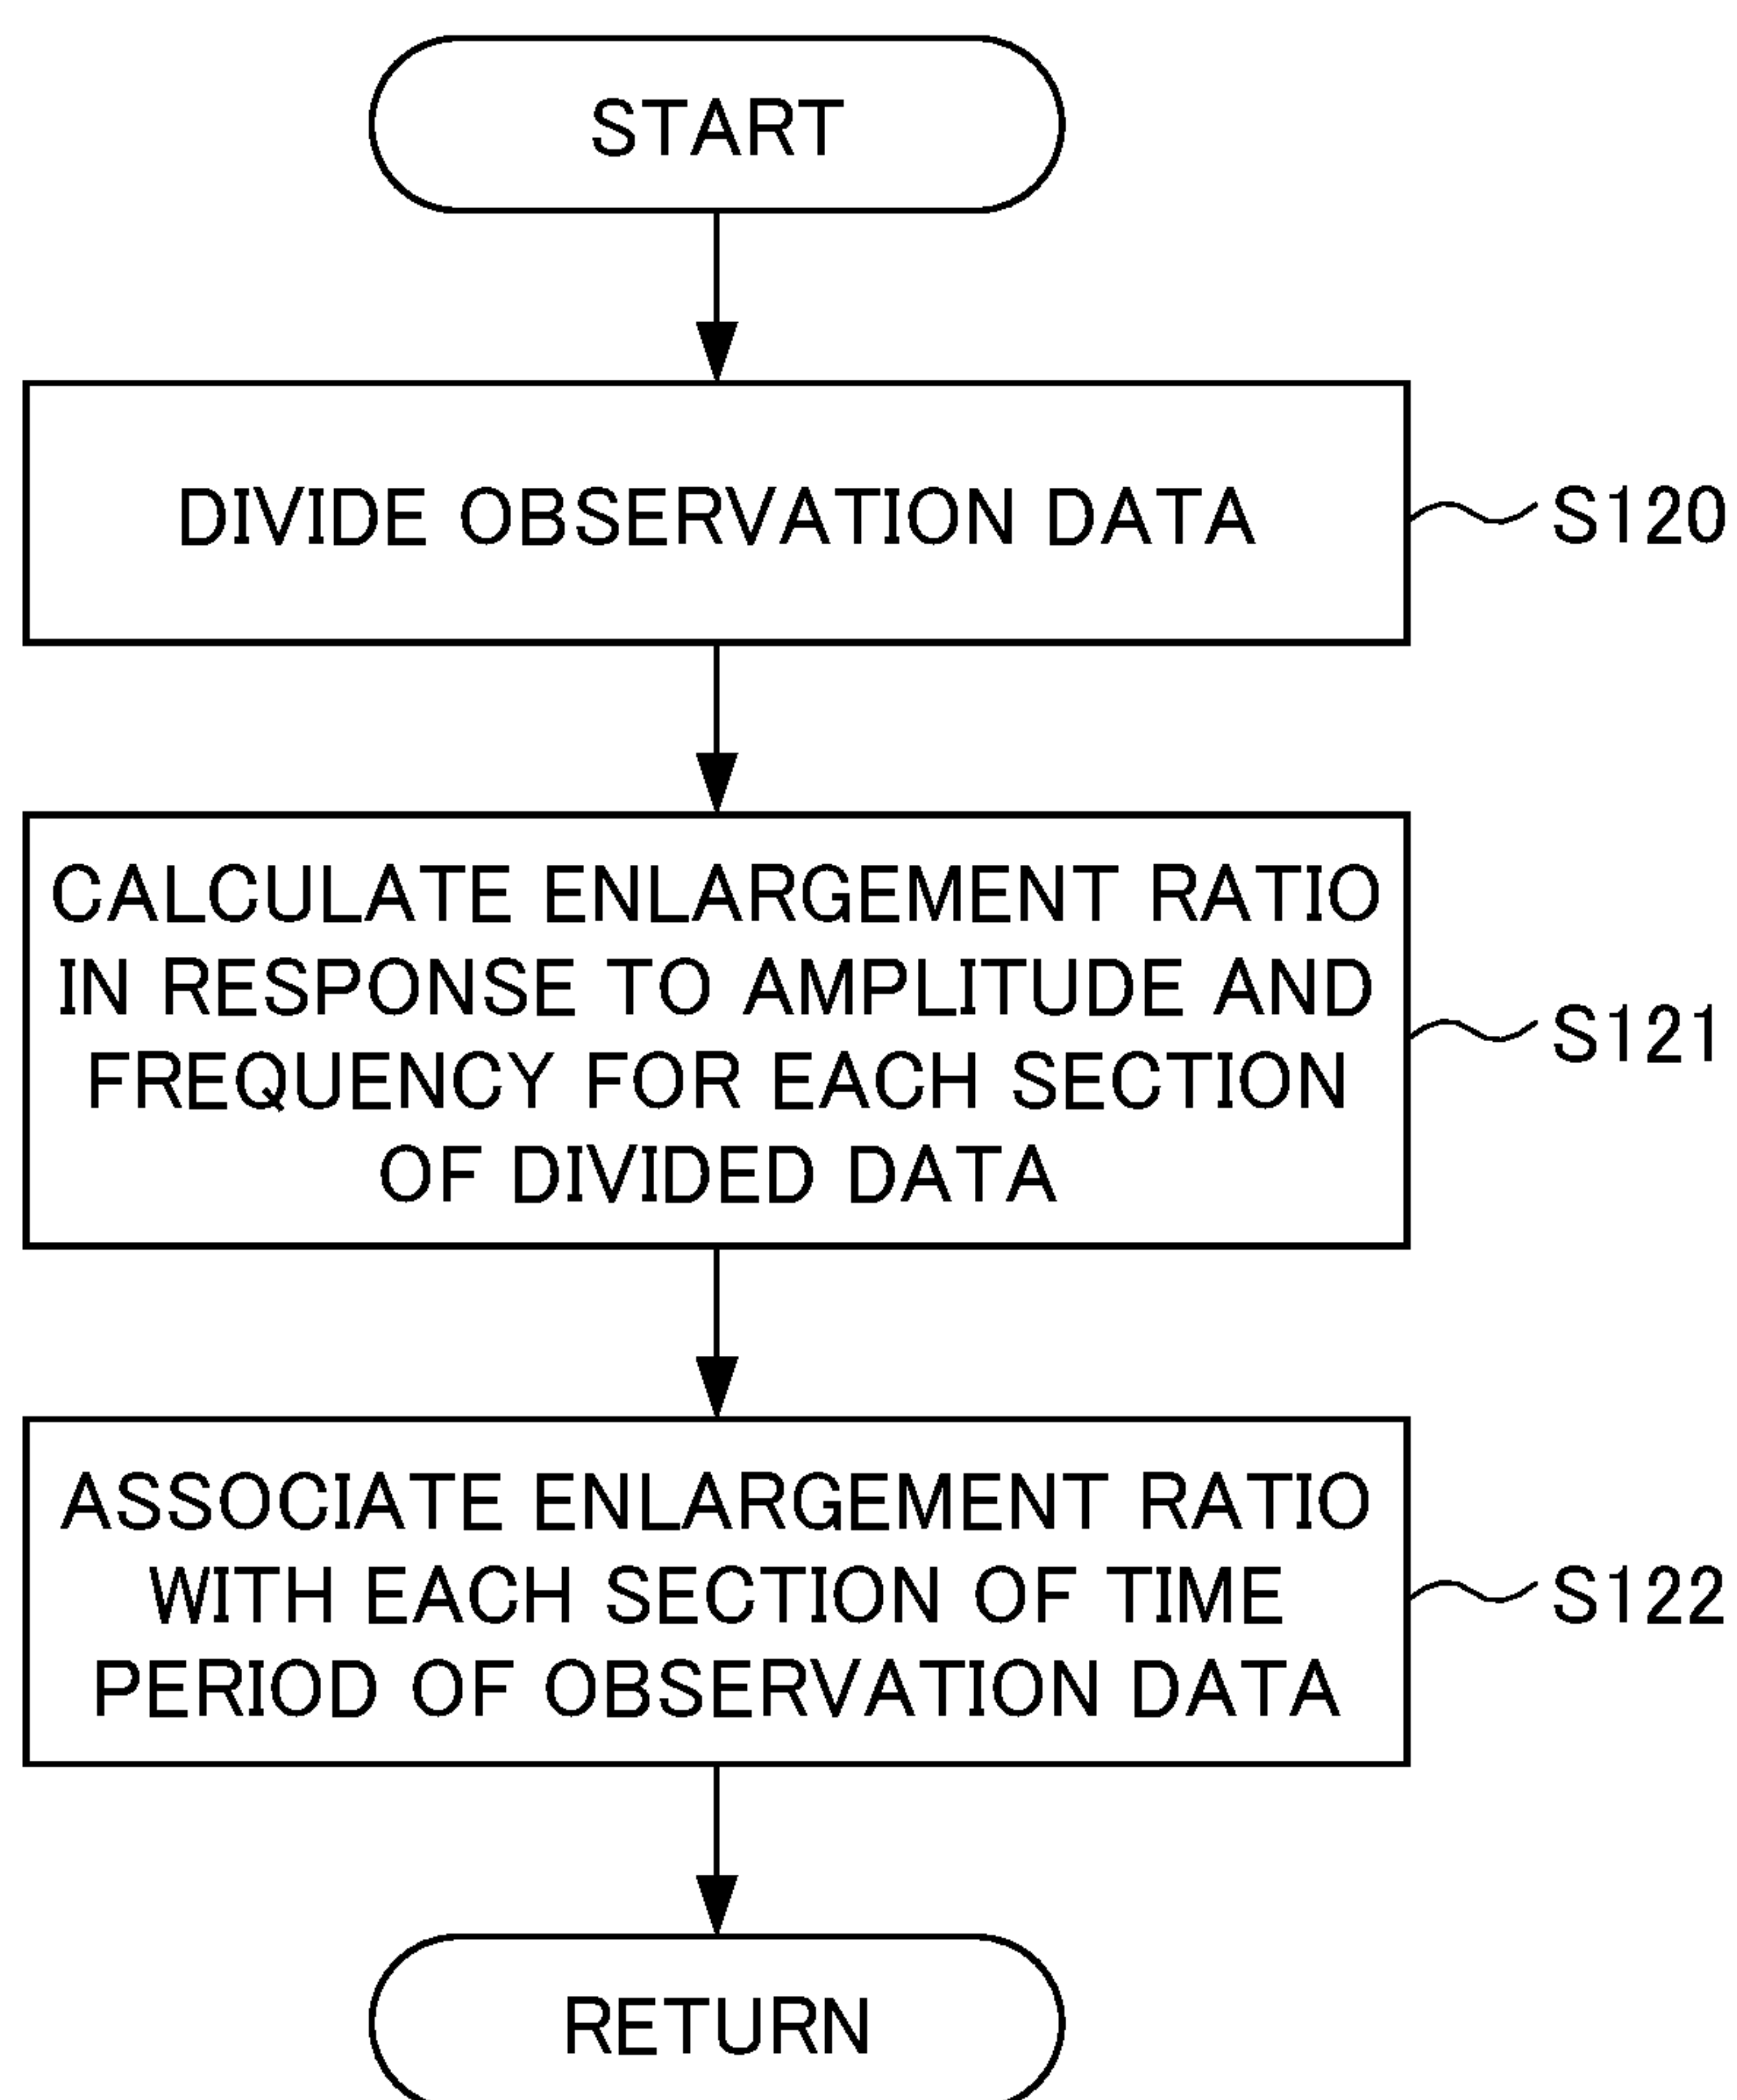 START
DIVIDE OBSERVATION DATA
S120
CALCULATE ENLARGEMENT RATIO
IN RESPONSE TO AMPLITUDE AND
FREQUENCY FOR EACH SECTION
OF DIVIDED DATA
S121
ASSOCIATE ENLARGEMENT RATIO
WITH EACH SECTION OF TIME
PERIOD OF OBSERVATION DATA
S122
RETURN